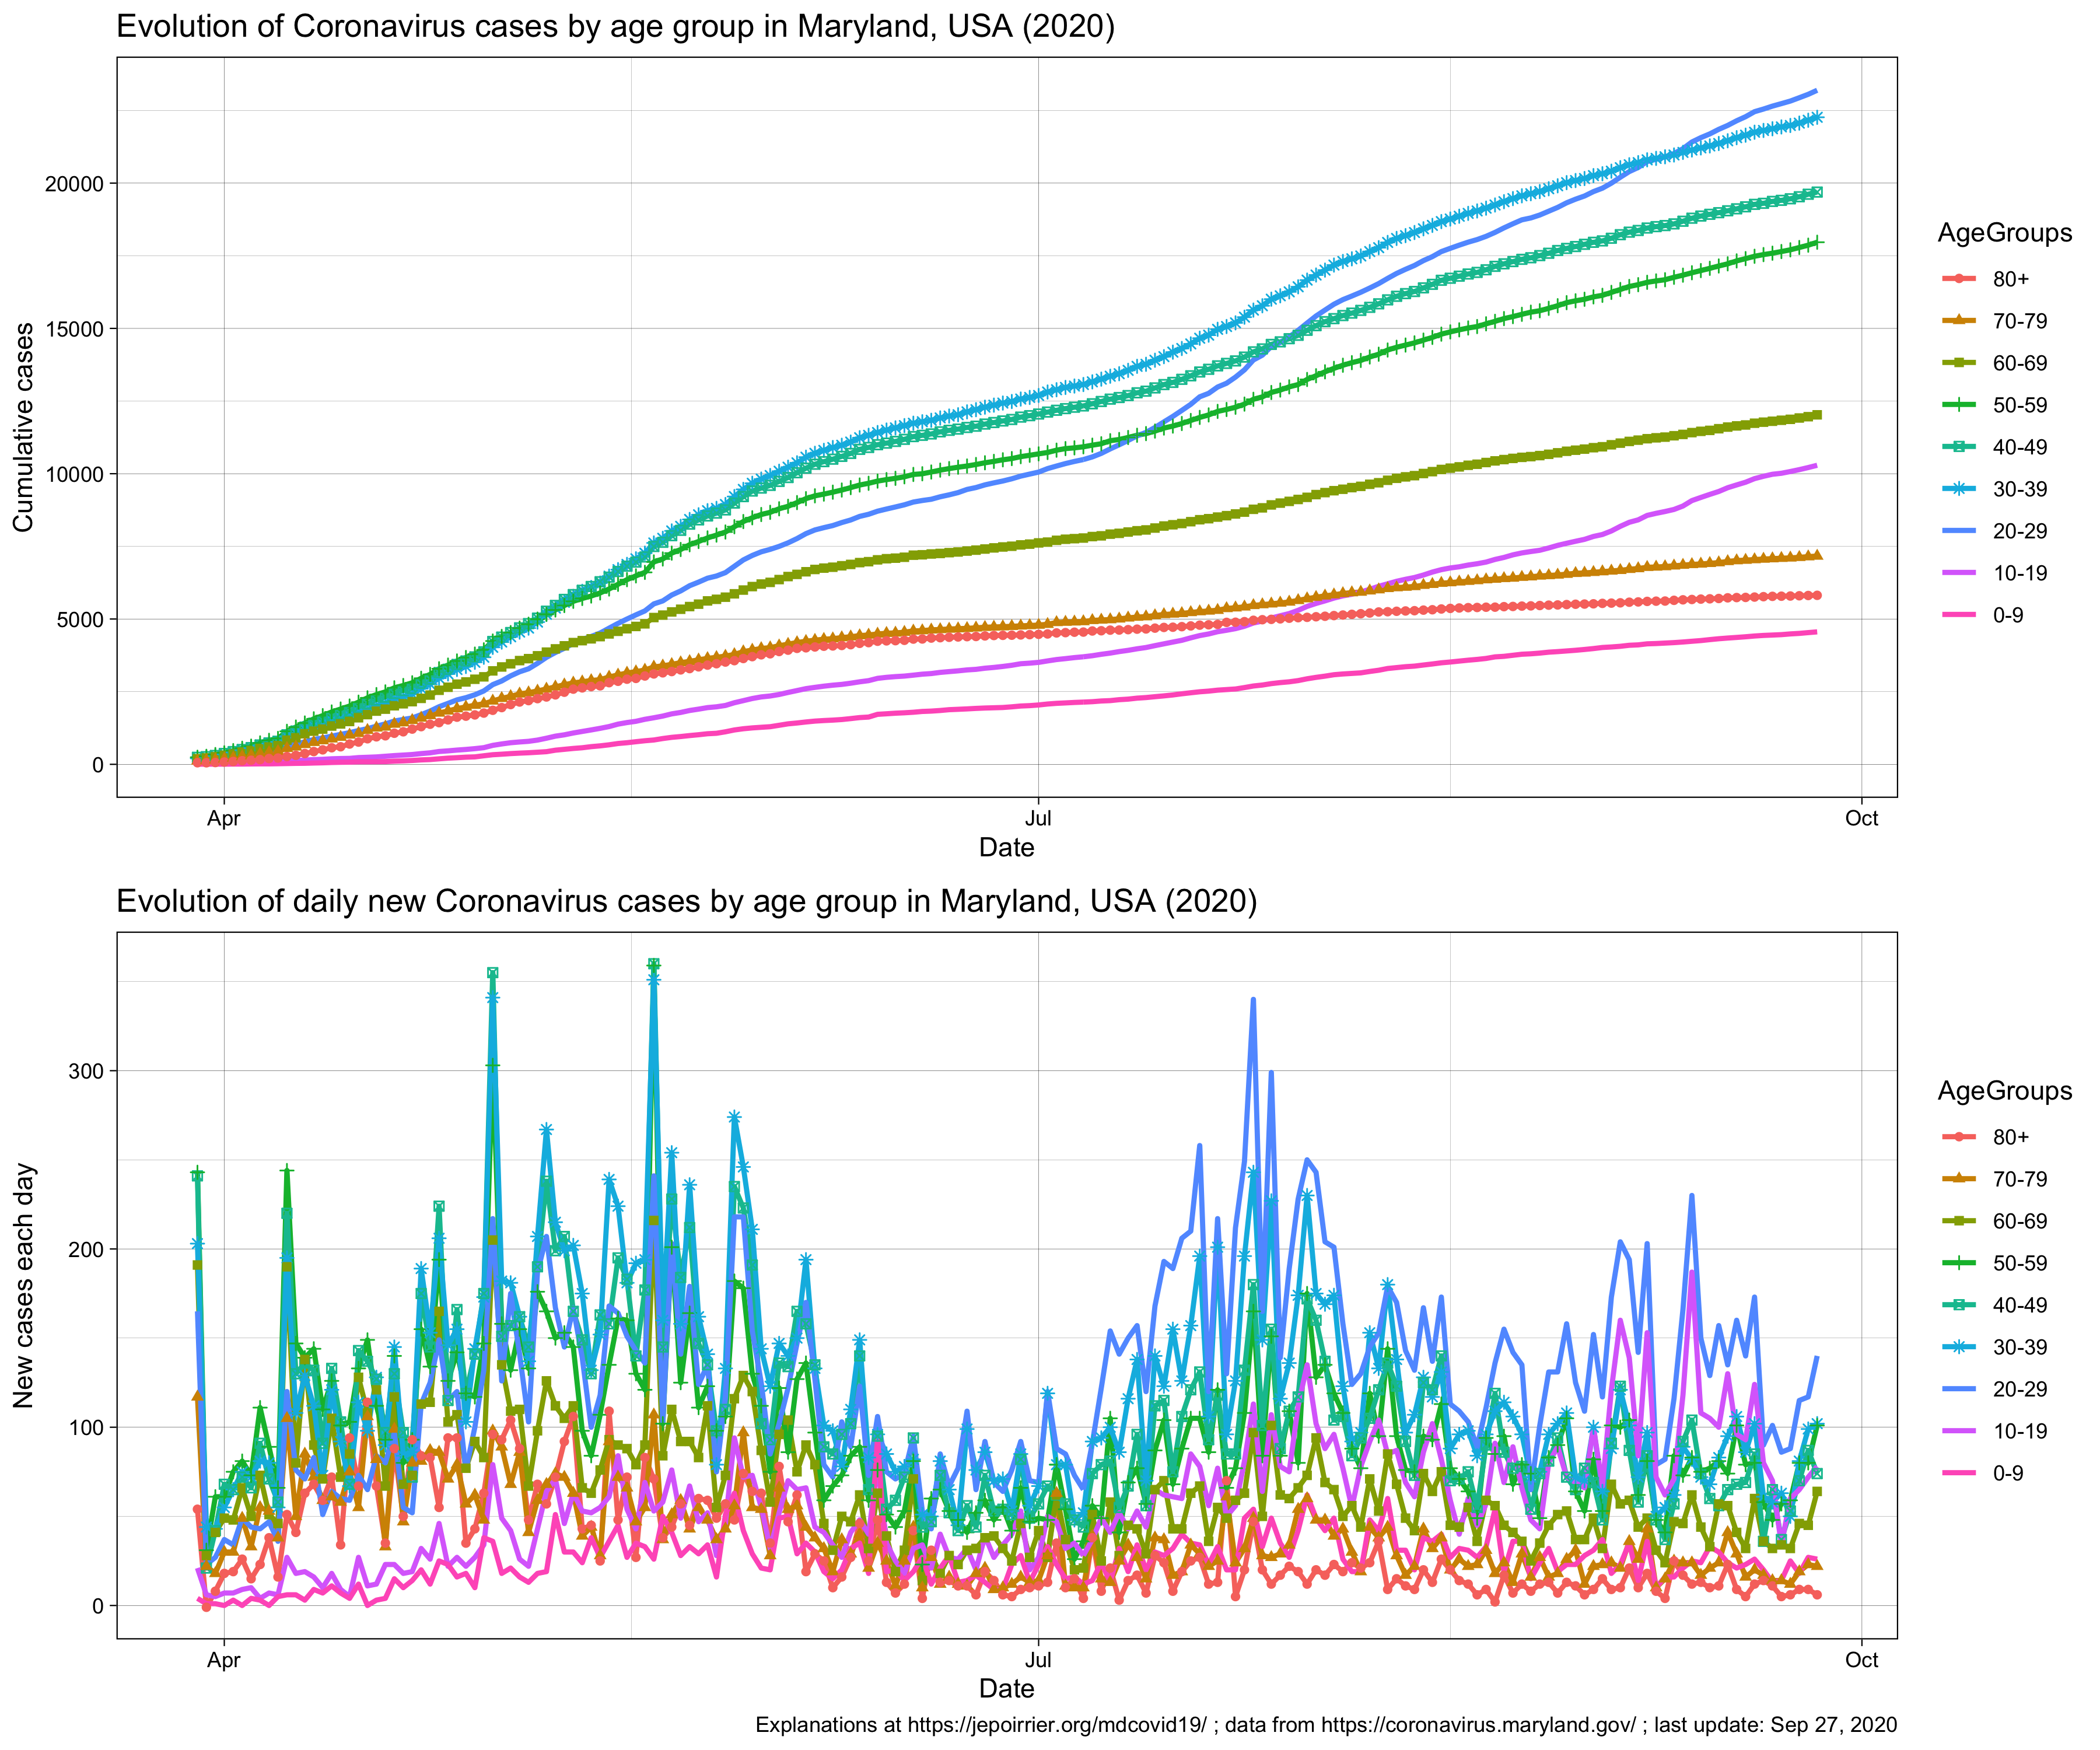 Evolution of Coronavirus cases by age group in Maryland, USA (2020)
Cumulative cases
20000
15000
10000
5000
0
Apr
Jul
Oct
Date
AgeGroups
80+
70-79
60-69
50-59
40-49
30-39
20-29
10-19
0-9
Evolution of daily new Coronavirus cases by age group in Maryland, USA (2020)
New cases each day
300
200
100
0
Apr
Jul
Oct
Date
AgeGroups
80+
70-79
60-69
50-59
40-49
30-39
20-29
10-19
0-9
Explanations at https://jepoirrier.org/mdcovid19/ ; data from https://coronavirus.maryland.gov/ ; last update: Sep 27, 2020